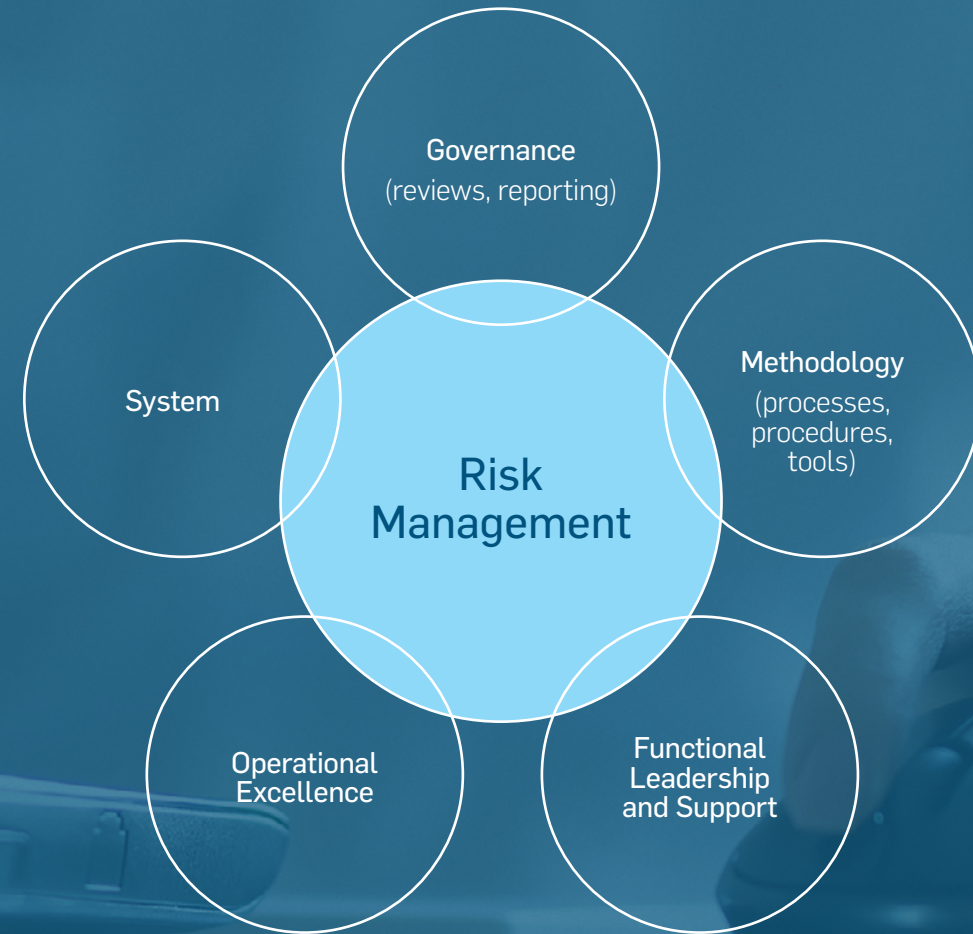 Governance
(reviews, reporting)
System
Methodology
(processes,
procedures,
tools)
Risk
Management
Operational
Excellence
Functional
Leadership
and Support